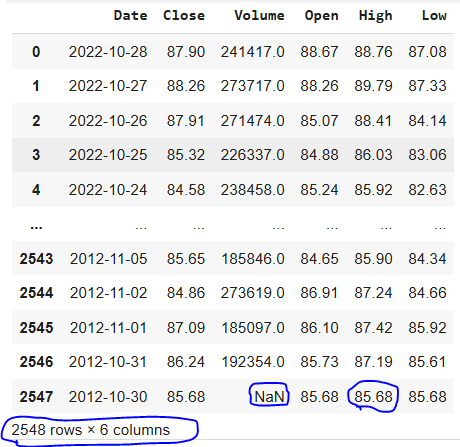 Date Close Volume Open High Low
0 2022-10-28 87.90 241417.0 88.67 88.76 87.08
1 2022-10-27 88.26 273717.0 88.26 89.79 87.33
2 2022-10-26 87.91 271474.0 85.07 88.41 84.14
3 2022-10-25 85.32 226337.0 84.88 86.03 83.06
4 2022-10-24 84.58 238458.0 85.24 85.92 82.63
... ... ... ... ... ... ...
2543 2012-11-05 85.65 185846.0 84.65 85.90 84.34
2544 2012-11-02 84.86 273619.0 86.91 87.24 84.66
2545 2012-11-01 87.09 185097.0 86.10 87.42 85.92
2546 2012-10-31 86.24 192354.0 85.73 87.19 85.61
2547 2012-10-30 85.68 NaN 85.68 85.68 85.68
2548 rows × 6 columns